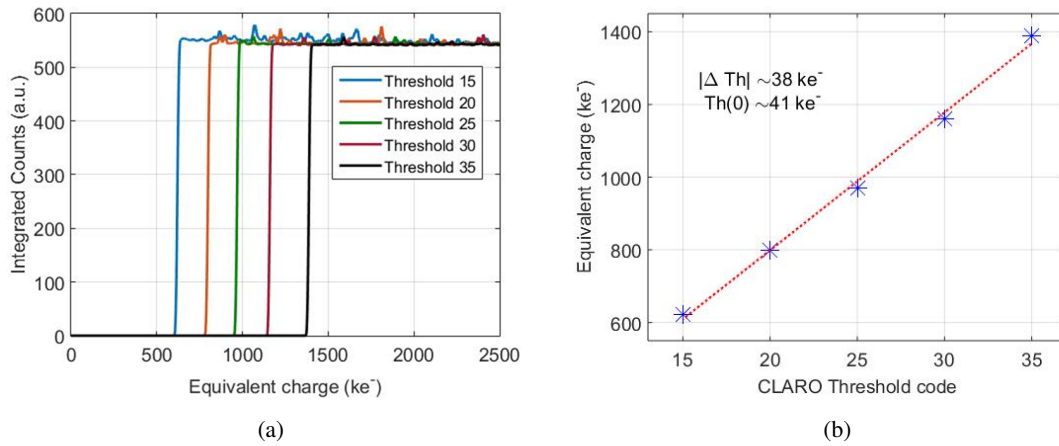 600
500
400
300
200
100
0
Integrated Counts (a.u.)
Threshold 15
Threshold 20
Threshold 25
Threshold 30
Threshold 35
0 500 1000 1500 2000 2500
Equivalent charge (ke⁻)
(a)
1400
1200
1000
800
600
Equivalent charge (ke⁻)
|Δ Th| ~38 ke⁻
Th(0) ~41 ke⁻
15 20 25 30 35
CLARO Threshold code
(b)